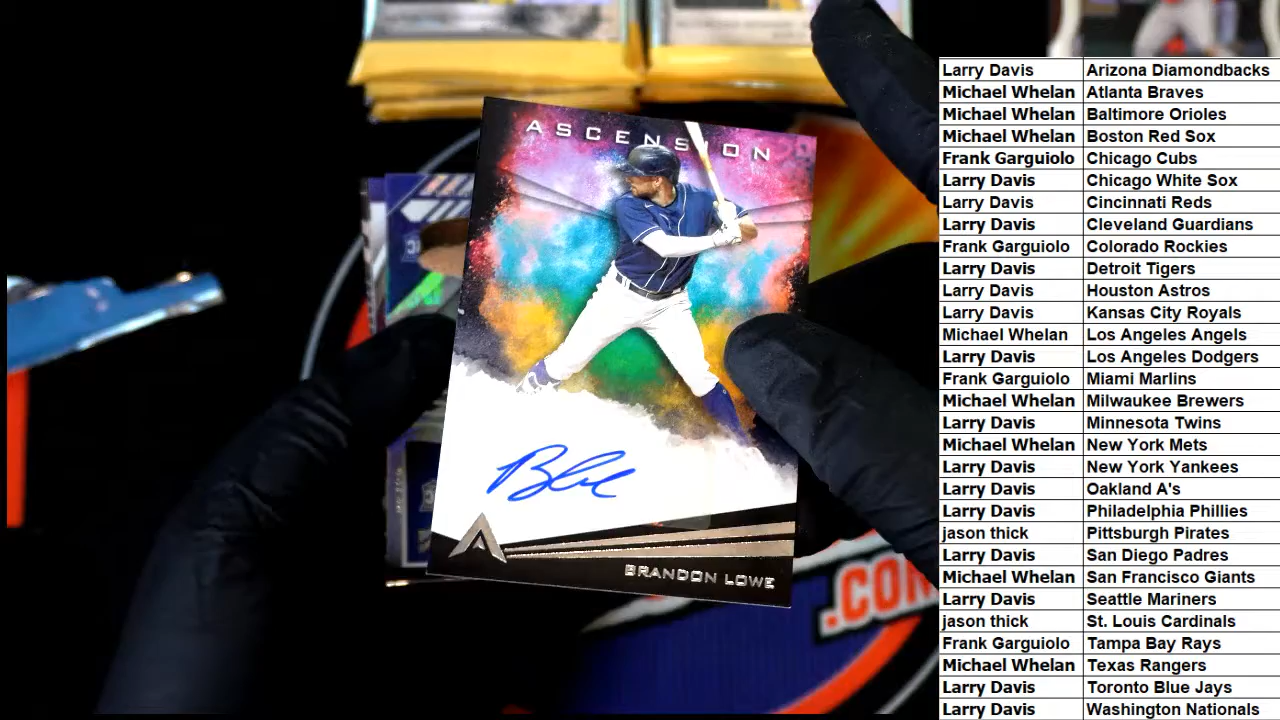 ASCENSION
BRANDON LOWE
.COM
Larry Davis Arizona Diamondbacks
Michael Whelan Atlanta Braves
Michael Whelan Baltimore Orioles
Michael Whelan Boston Red Sox
Frank Garguiolo Chicago Cubs
Larry Davis Chicago White Sox
Larry Davis Cincinnati Reds
Larry Davis Cleveland Guardians
Frank Garguiolo Colorado Rockies
Larry Davis Detroit Tigers
Larry Davis Houston Astros
Larry Davis Kansas City Royals
Michael Whelan Los Angeles Angels
Larry Davis Los Angeles Dodgers
Frank Garguiolo Miami Marlins
Michael Whelan Milwaukee Brewers
Larry Davis Minnesota Twins
Michael Whelan New York Mets
Larry Davis New York Yankees
Larry Davis Oakland A's
Larry Davis Philadelphia Phillies
jason thick Pittsburgh Pirates
Larry Davis San Diego Padres
Michael Whelan San Francisco Giants
Larry Davis Seattle Mariners
jason thick St. Louis Cardinals
Frank Garguiolo Tampa Bay Rays
Michael Whelan Texas Rangers
Larry Davis Toronto Blue Jays
Larry Davis Washington Nationals